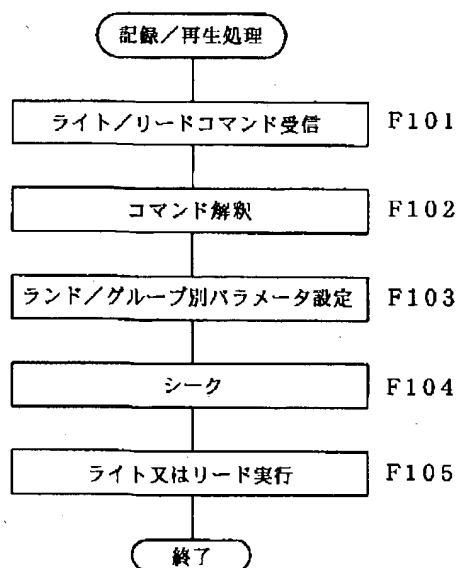 記録／再生処理
ライト／リードコマンド受信 F101
コマンド解釈 F102
ランド／グルーブ別パラメータ設定 F103
シーク F104
ライト又はリード実行 F105
終了